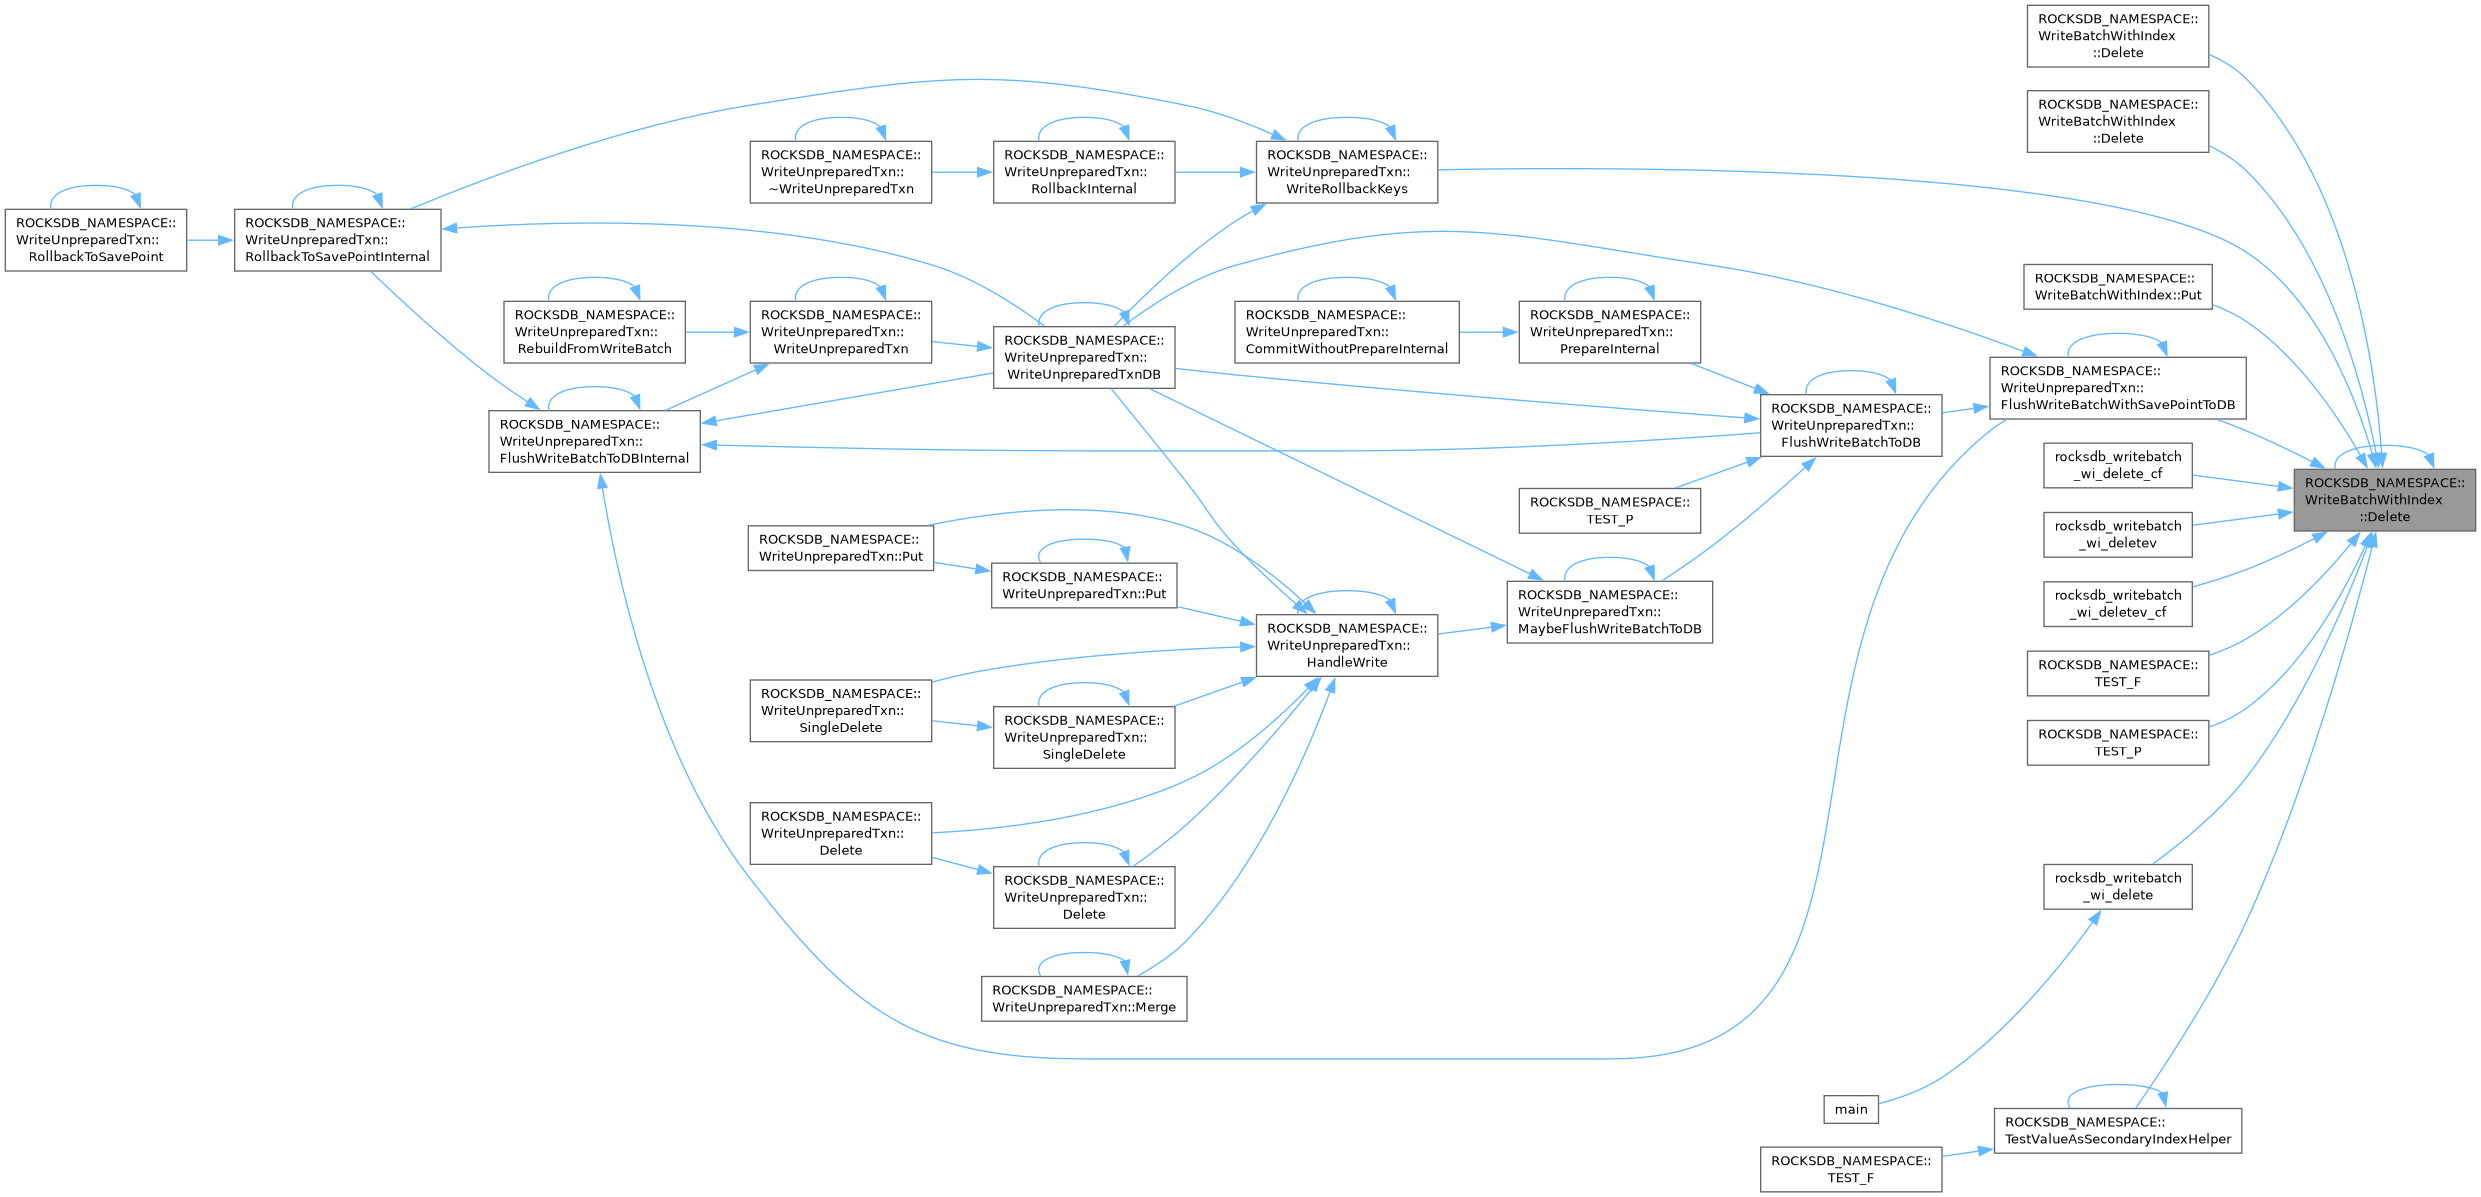 ROCKSDB_NAMESPACE::
WriteBatchWithIndex
::Delete
ROCKSDB_NAMESPACE::
WriteBatchWithIndex
::Delete
ROCKSDB_NAMESPACE::
WriteUnpreparedTxn::
~WriteUnpreparedTxn
ROCKSDB_NAMESPACE::
WriteUnpreparedTxn::
RollbackInternal
ROCKSDB_NAMESPACE::
WriteUnpreparedTxn::
WriteRollbackKeys
ROCKSDB_NAMESPACE::
WriteUnpreparedTxn::
RollbackToSavePoint
ROCKSDB_NAMESPACE::
WriteUnpreparedTxn::
RollbackToSavePointInternal
ROCKSDB_NAMESPACE::
WriteBatchWithIndex::Put
ROCKSDB_NAMESPACE::
WriteUnpreparedTxn::
RebuildFromWriteBatch
ROCKSDB_NAMESPACE::
WriteUnpreparedTxn::
WriteUnpreparedTxn
ROCKSDB_NAMESPACE::
WriteUnpreparedTxn::
WriteUnpreparedTxnDB
ROCKSDB_NAMESPACE::
WriteUnpreparedTxn::
CommitWithoutPrepareInternal
ROCKSDB_NAMESPACE::
WriteUnpreparedTxn::
PrepareInternal
ROCKSDB_NAMESPACE::
WriteUnpreparedTxn::
FlushWriteBatchWithSavePointToDB
ROCKSDB_NAMESPACE::
WriteUnpreparedTxn::
FlushWriteBatchToDBInternal
ROCKSDB_NAMESPACE::
WriteUnpreparedTxn::
FlushWriteBatchToDB
rocksdb_writebatch
_wi_delete_cf
ROCKSDB_NAMESPACE::
WriteBatchWithIndex
::Delete
ROCKSDB_NAMESPACE::
TEST_P
rocksdb_writebatch
_wi_deletev
ROCKSDB_NAMESPACE::
WriteUnpreparedTxn::Put
ROCKSDB_NAMESPACE::
WriteUnpreparedTxn::Put
ROCKSDB_NAMESPACE::
WriteUnpreparedTxn::
MaybeFlushWriteBatchToDB
rocksdb_writebatch
_wi_deletev_cf
ROCKSDB_NAMESPACE::
WriteUnpreparedTxn::
HandleWrite
ROCKSDB_NAMESPACE::
TEST_F
ROCKSDB_NAMESPACE::
WriteUnpreparedTxn::
SingleDelete
ROCKSDB_NAMESPACE::
WriteUnpreparedTxn::
SingleDelete
ROCKSDB_NAMESPACE::
TEST_P
ROCKSDB_NAMESPACE::
WriteUnpreparedTxn::
Delete
ROCKSDB_NAMESPACE::
WriteUnpreparedTxn::
Delete
rocksdb_writebatch
_wi_delete
ROCKSDB_NAMESPACE::
WriteUnpreparedTxn::Merge
main
ROCKSDB_NAMESPACE::
TestValueAsSecondaryIndexHelper
ROCKSDB_NAMESPACE::
TEST_F